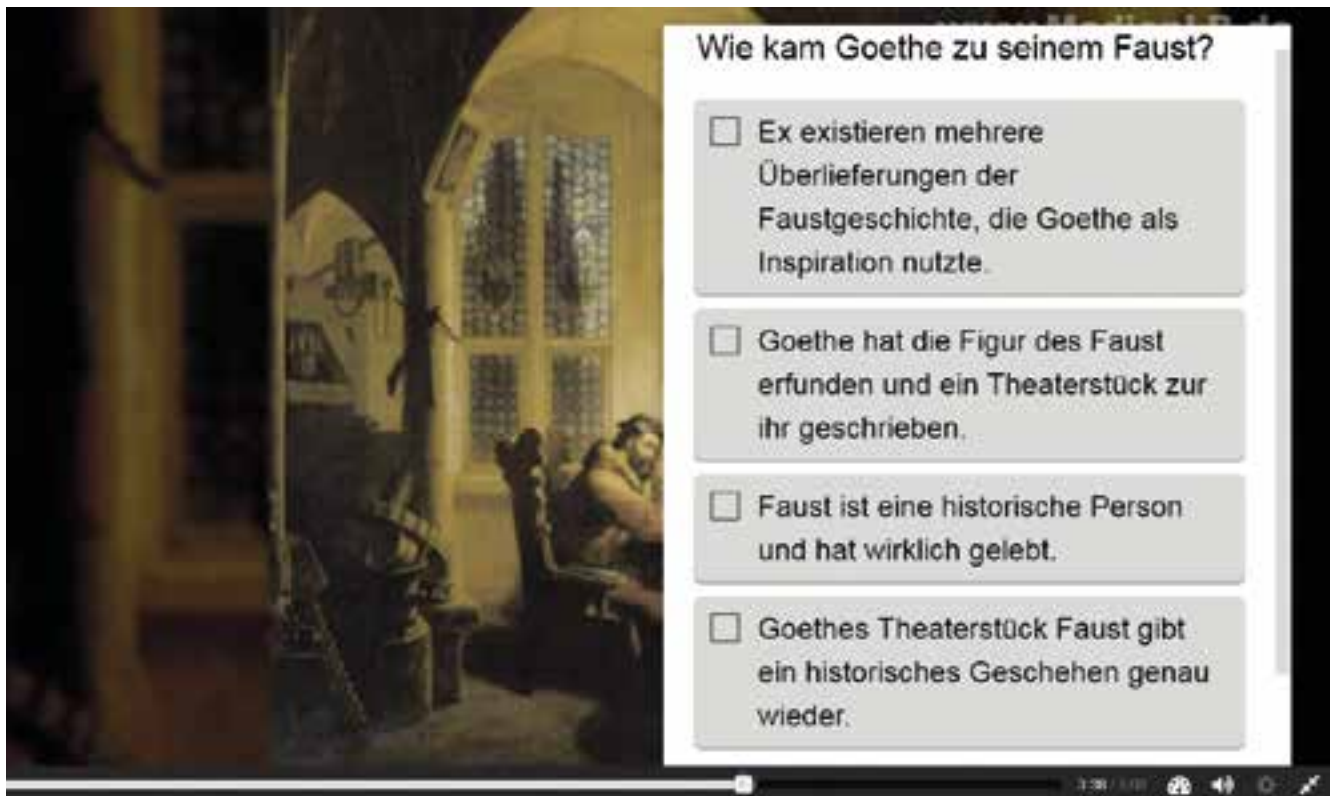 Wie kam Goethe zu seinem Faust?
Ex existieren mehrere
Überlieferungen der
Faustgeschichte, die Goethe als
Inspiration nutzte.
Goethe hat die Figur des Faust
erfunden und ein Theaterstück zur
ihr geschrieben.
Faust ist eine historische Person
und hat wirklich gelebt.
Goethes Theaterstück Faust gibt
ein historisches Geschehen genau
wieder.
3:38